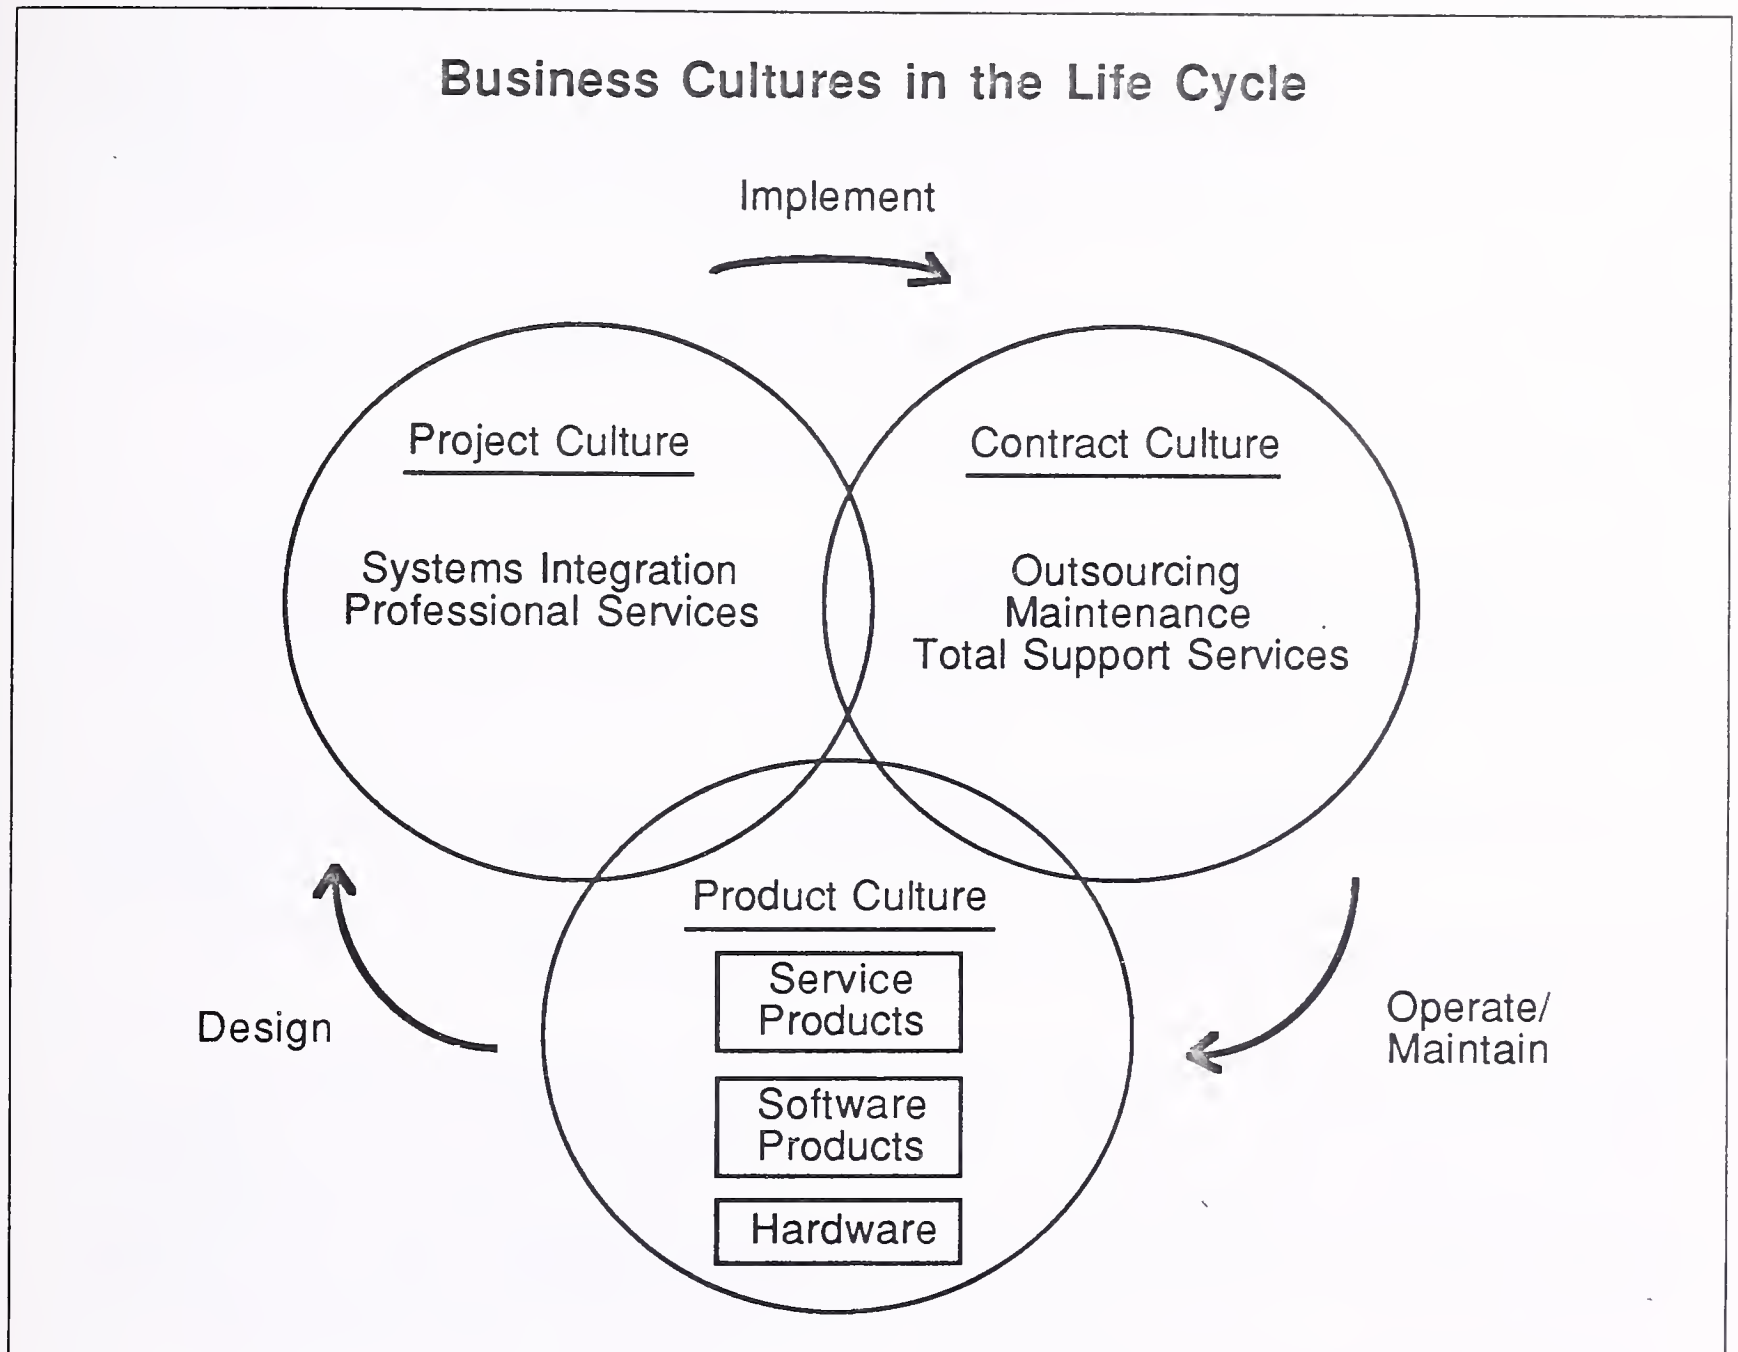 Business Cultures in the Life Cycle
Implement
Project Culture
Systems Integration
Professional Services
Contract Culture
Outsourcing
Maintenance
Total Support Services
Product Culture
Service
Products
Software
Products
Hardware
Design
Operate/
Maintain